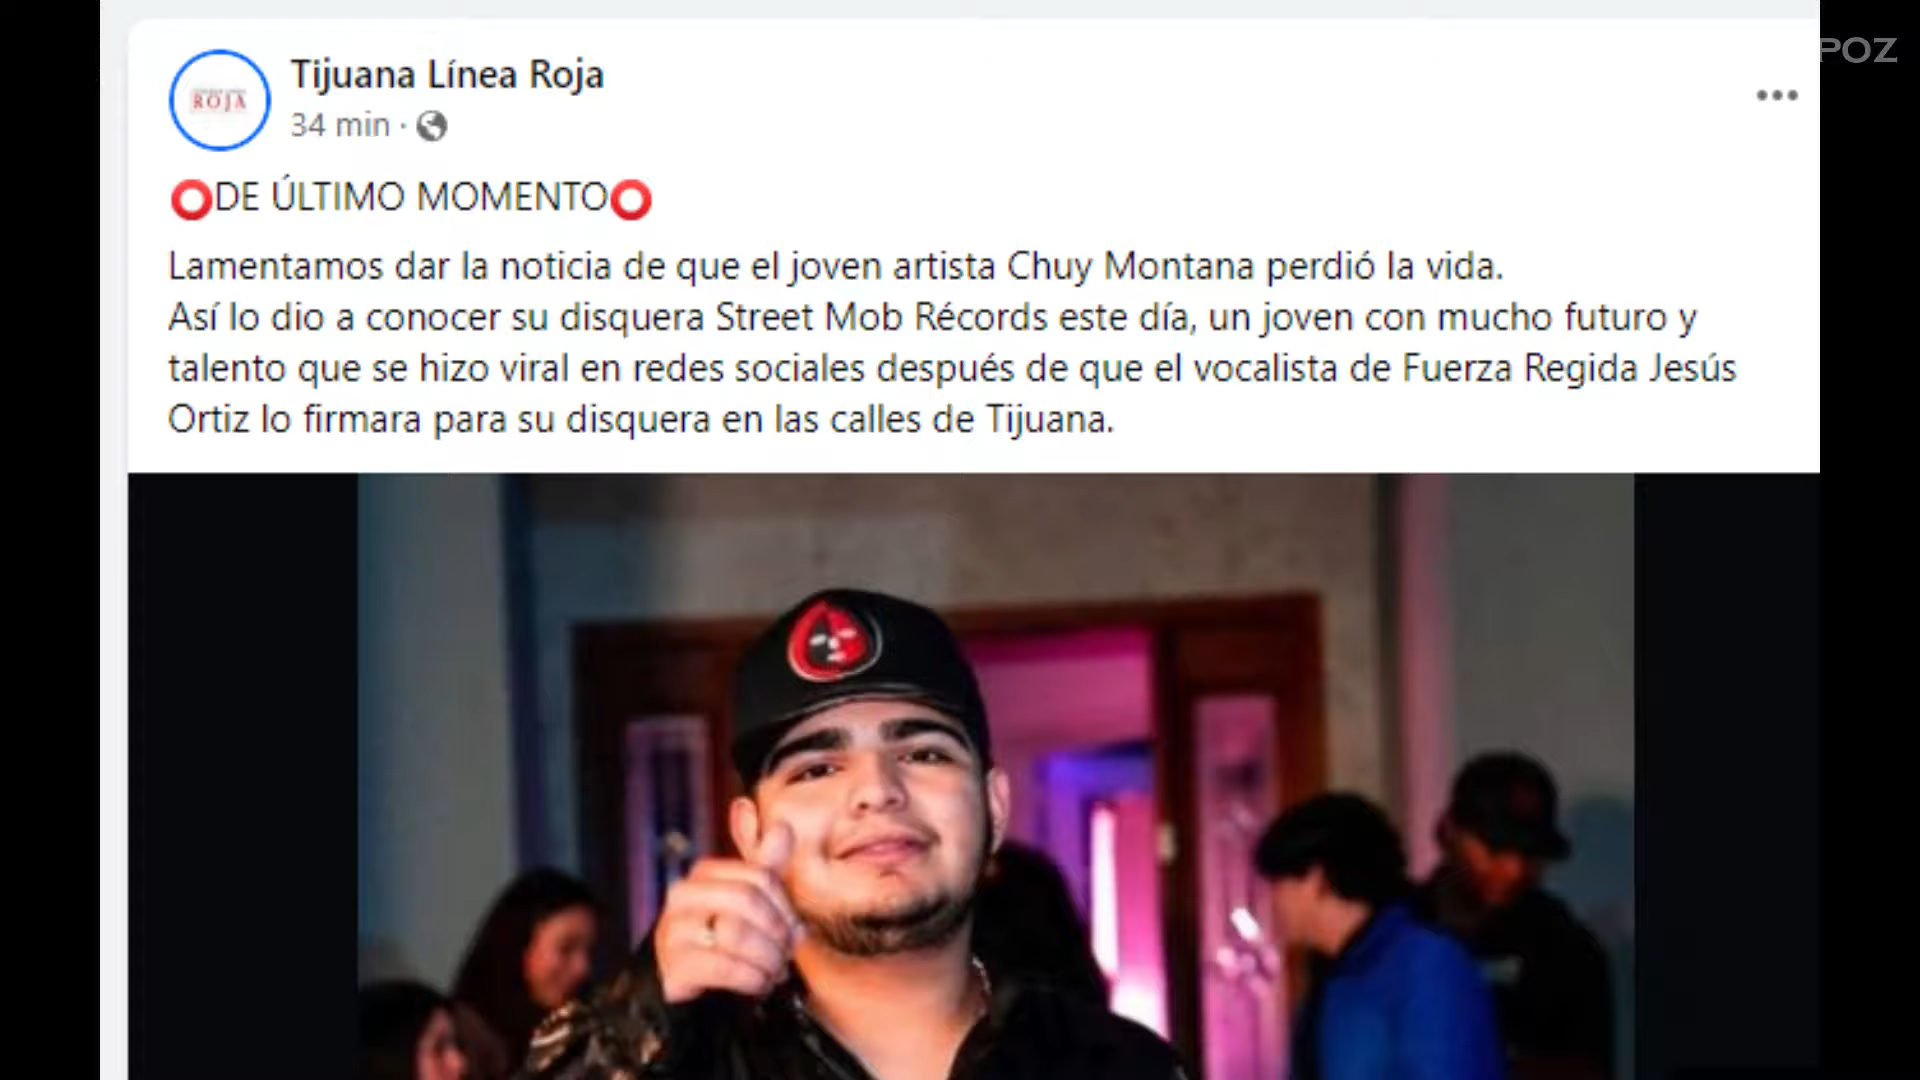 POZ
Tijuana Línea Roja
ROJA
34 min ·
DE ÚLTIMO MOMENTO
Lamentamos dar la noticia de que el joven artista Chuy Montana perdió la vida.
Así lo dio a conocer su disquera Street Mob Récords este día, un joven con mucho futuro y
talento que se hizo viral en redes sociales después de que el vocalista de Fuerza Regida Jesús
Ortiz lo firmara para su disquera en las calles de Tijuana.